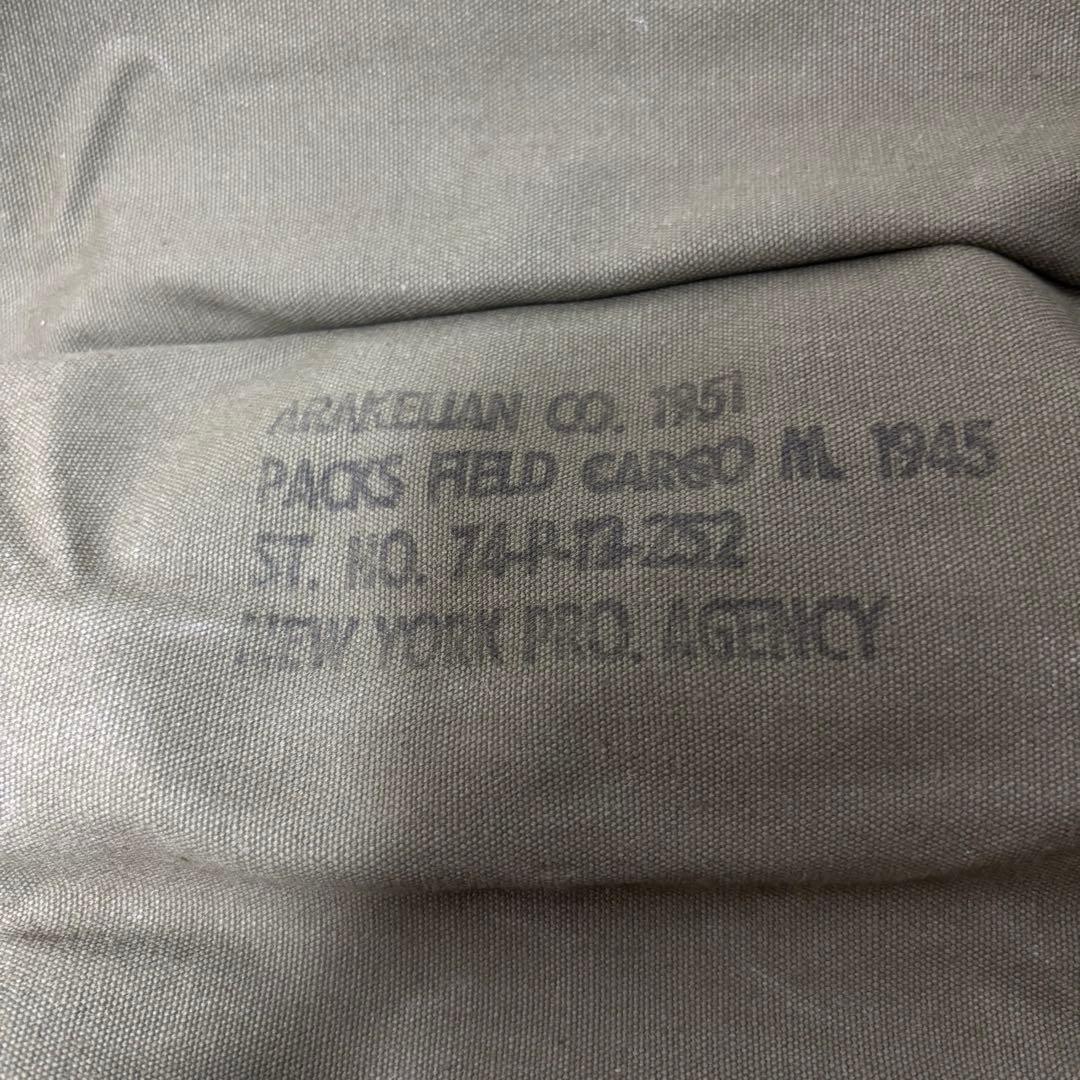 ARAKELIAN CO. 1951
PACKS FIELD CARGO M. 1945
ST. NO. 74-P-13-252
NEW YORK PRO. AGENCY